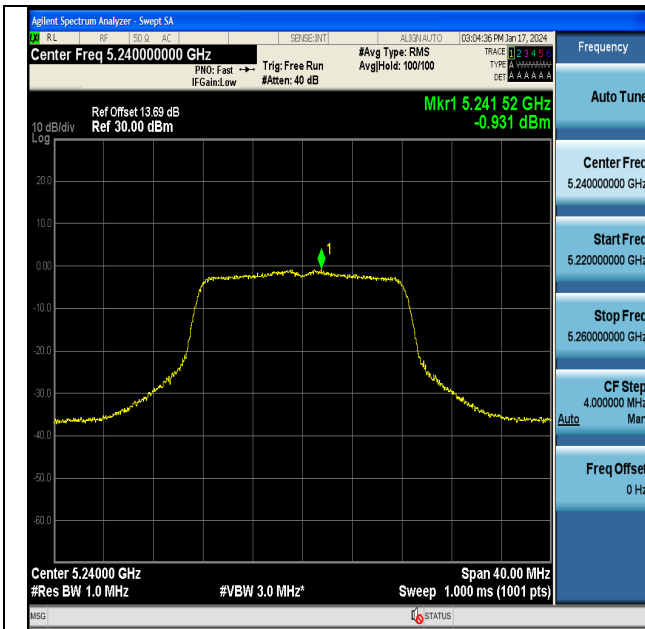 Agilent Spectrum Analyzer - Swept SA
LXI RL RF 50 Ω AC SENSE:INT ALIGN AUTO 03:04:36 PM Jan 17, 2024
Center Freq 5.240000000 GHz
#Avg Type: RMS
TRACE 1 2 3 4 5 6
PNO: Fast
Trig: Free Run
Avg|Hold: 100/100
TYPE A
IFGain:Low
#Atten: 40 dB
DET A A A A A A
Frequency
Auto Tune
Mkr1 5.241 52 GHz
Ref Offset 13.69 dB
10 dB/div Ref 30.00 dBm
-0.931 dBm
Log
20.0
10.0
0.00
-10.0
-20.0
-30.0
-40.0
-50.0
-60.0
1
Center Freq
5.240000000 GHz
Start Freq
5.220000000 GHz
Stop Freq
5.260000000 GHz
CF Step
4.000000 MHz
Auto Man
Freq Offset
0 Hz
Center 5.24000 GHz Span 40.00 MHz
#Res BW 1.0 MHz #VBW 3.0 MHz* Sweep 1.000 ms (1001 pts)
MSG STATUS